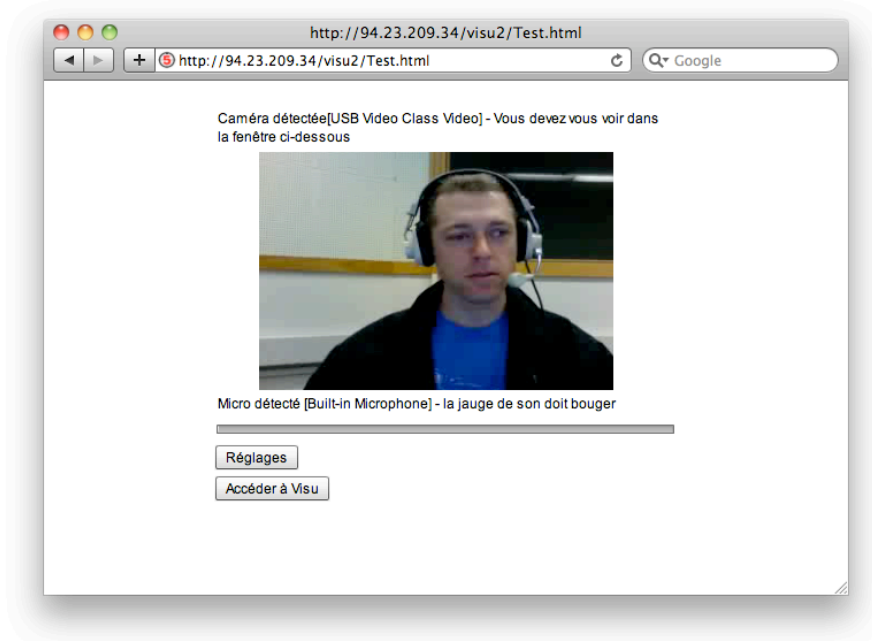 http://94.23.209.34/visu2/Test.html
http://94.23.209.34/visu2/Test.html
Google
Caméra détectée[USB Video Class Video] - Vous devez vous voir dans
la fenêtre ci-dessous
Micro détecté [Built-in Microphone] - la jauge de son doit bouger
Réglages
Accéder à Visu